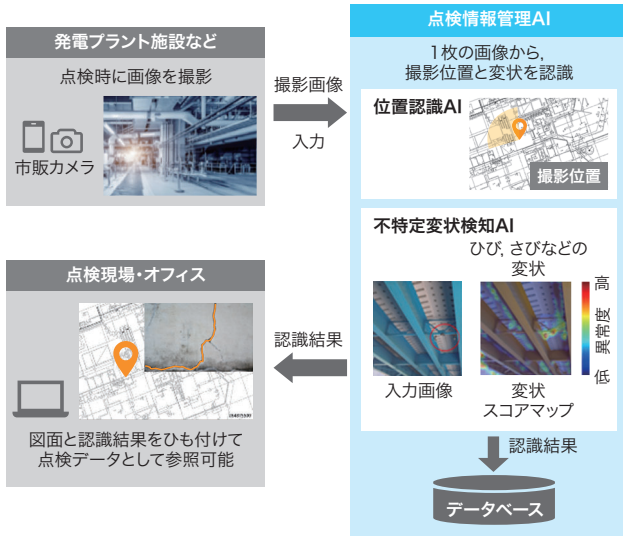 発電プラント施設など
点検時に画像を撮影
市販カメラ
撮影画像
入力
点検情報管理AI
1枚の画像から,
撮影位置と変状を認識
位置認識AI
撮影位置
不特定変状検知AI
ひび, さびなどの
変状
高
異常度
低
入力画像
変状
スコアマップ
認識結果
データベース
認識結果
点検現場・オフィス
図面と認識結果をひも付けて
点検データとして参照可能